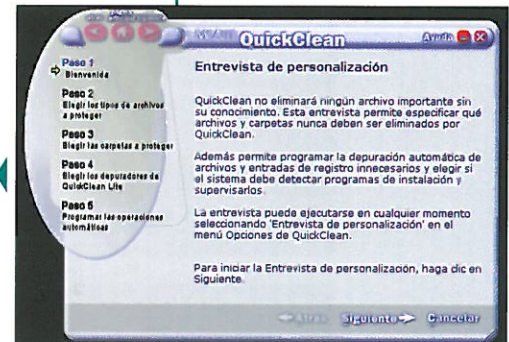 QuickClean
Ayuda
Paso 1
Bienvenida
Paso 2
Elegir los tipos de archivos
a proteger
Paso 3
Elegir las carpetas a proteger
Paso 4
Elegir los depuradores de
QuickClean Lite
Paso 5
Programar las operaciones
automáticas
Entrevista de personalización
QuickClean no eliminará ningún archivo importante sin
su conocimiento. Esta entrevista permite especificar qué
archivos y carpetas nunca deben ser eliminados por
QuickClean.
Además permite programar la depuración automática de
archivos y entradas de registro innecesarios y elegir si
el sistema debe detectar programas de instalación y
supervisarlos
La entrevista puede ejecutarse en cualquier momento
seleccionando 'Entrevista de personalización' en el
menú Opciones de QuickClean.
Para iniciar la Entrevista de personalización, haga clic en
Siguiente.
Atrás Siguiente Cancelar